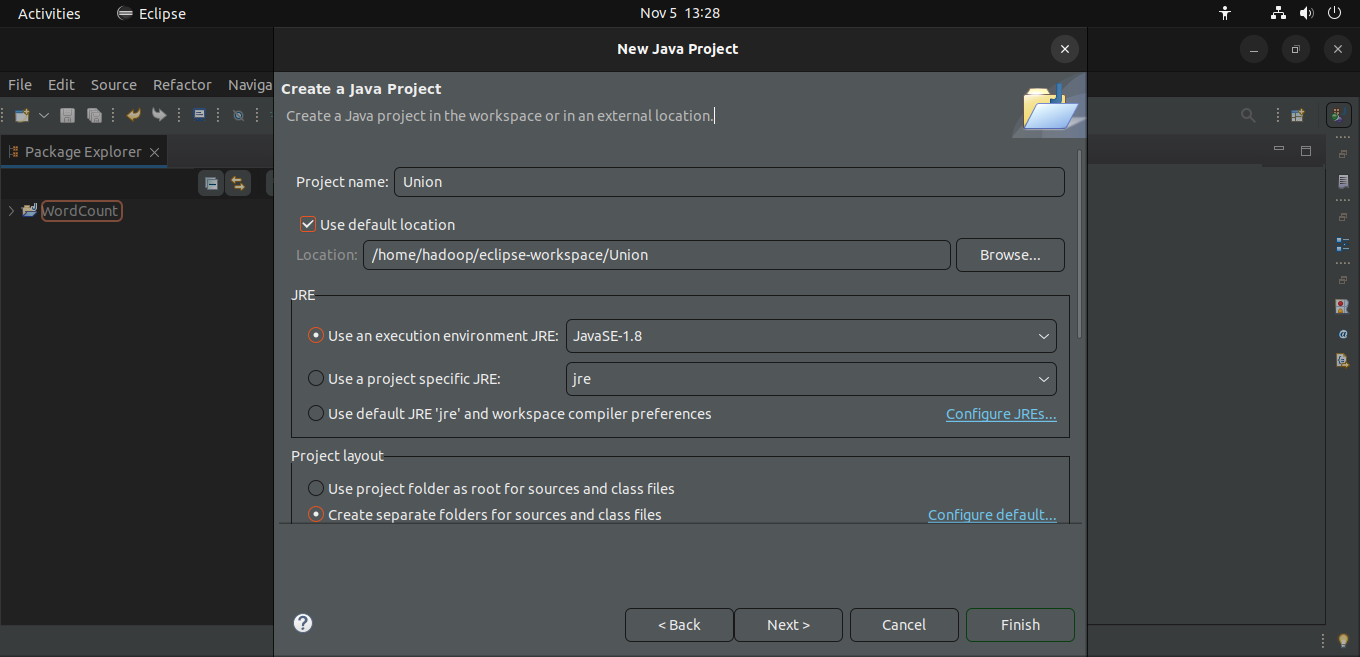 Activities Eclipse Nov 5 13:28
New Java Project
File Edit Source Refactor Naviga
Create a Java Project
Create a Java project in the workspace or in an external location.
Package Explorer
WordCount
Project name: Union
Use default location
Location: /home/hadoop/eclipse-workspace/Union Browse...
JRE
Use an execution environment JRE: JavaSE-1.8
Use a project specific JRE: jre
Use default JRE 'jre' and workspace compiler preferences Configure JREs...
Project layout
Use project folder as root for sources and class files
Create separate folders for sources and class files Configure default...
? < Back Next > Cancel Finish